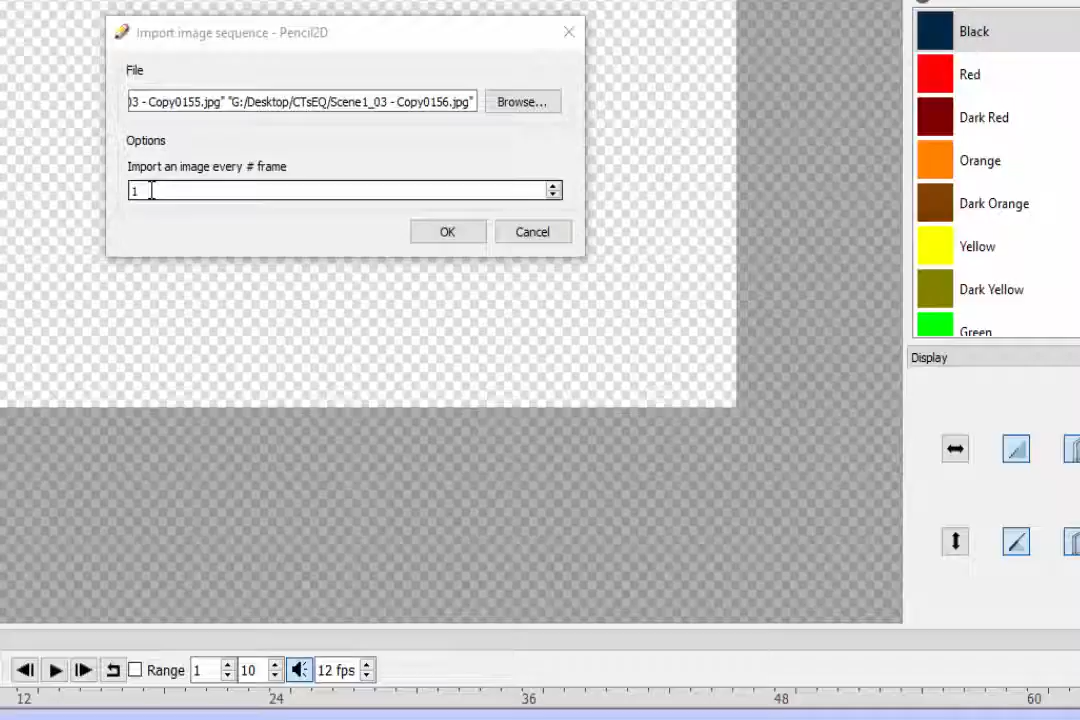 Import image sequence - Pencil2D
File
03 - Copy0155.jpg" "G:/Desktop/CTsEQ/Scene1_03 - Copy0156.jpg"
Browse...
Options
Import an image every # frame
1
OK
Cancel
Black
Red
Dark Red
Orange
Dark Orange
Yellow
Dark Yellow
Green
Display
Range
1
10
12 fps
12
24
36
48
60